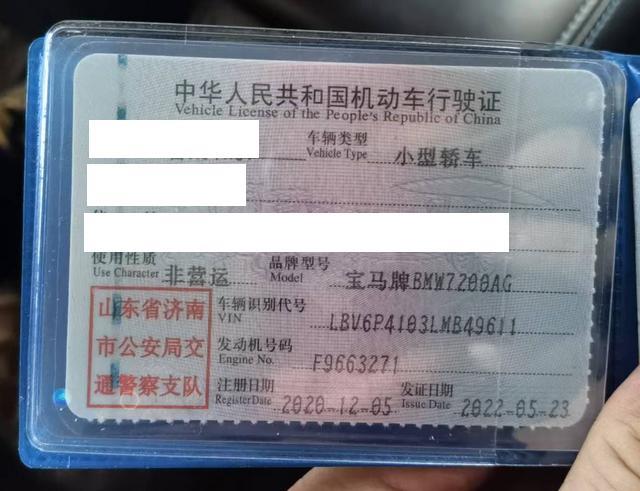 中华人民共和国机动车行驶证
Vehicle License of the People's Republic of China
车辆类型 小型轿车
Vehicle Type
使用性质 非营运 品牌型号 宝马牌BMW7200AG
Use Character Model
山东省济南
市公安局交
通警察支队
车辆识别代号 LBV6P4103LMB49611
VIN
发动机号码 F9663271
Engine No.
注册日期 2020-12-05 发证日期 2022-05-23
Register Date Issue Date